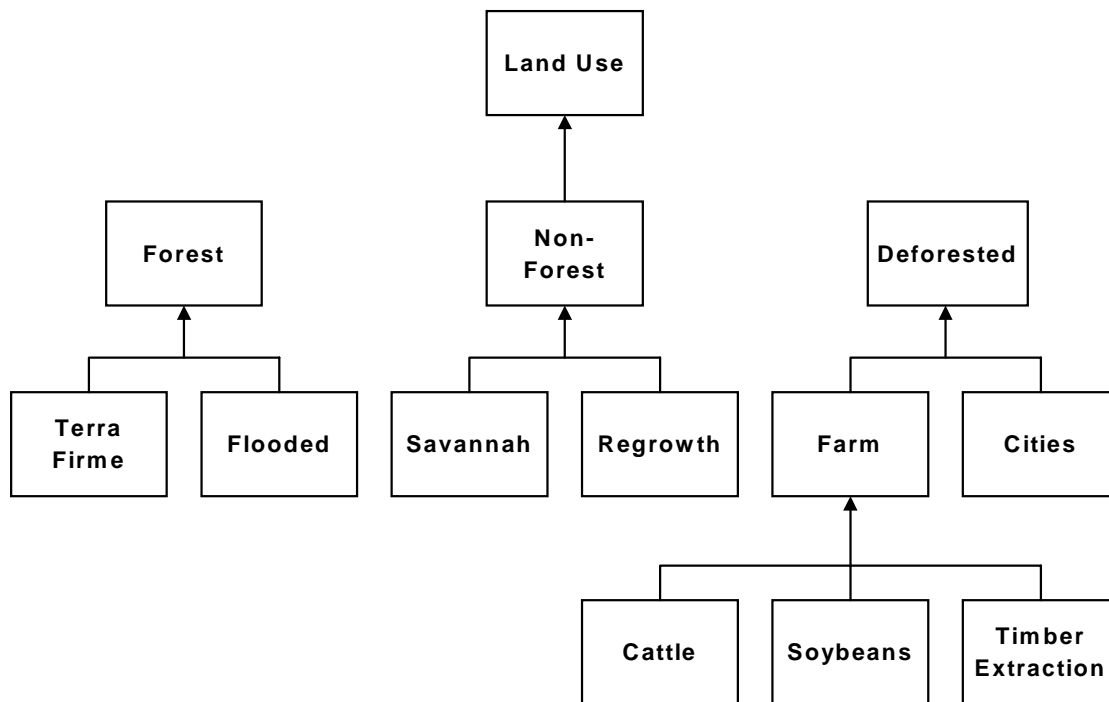 Land Use
Forest
Non-
Forest
Deforested
Terra
Firme
Flooded
Savannah
Regrowth
Farm
Cities
Cattle
Soybeans
Timber
Extraction